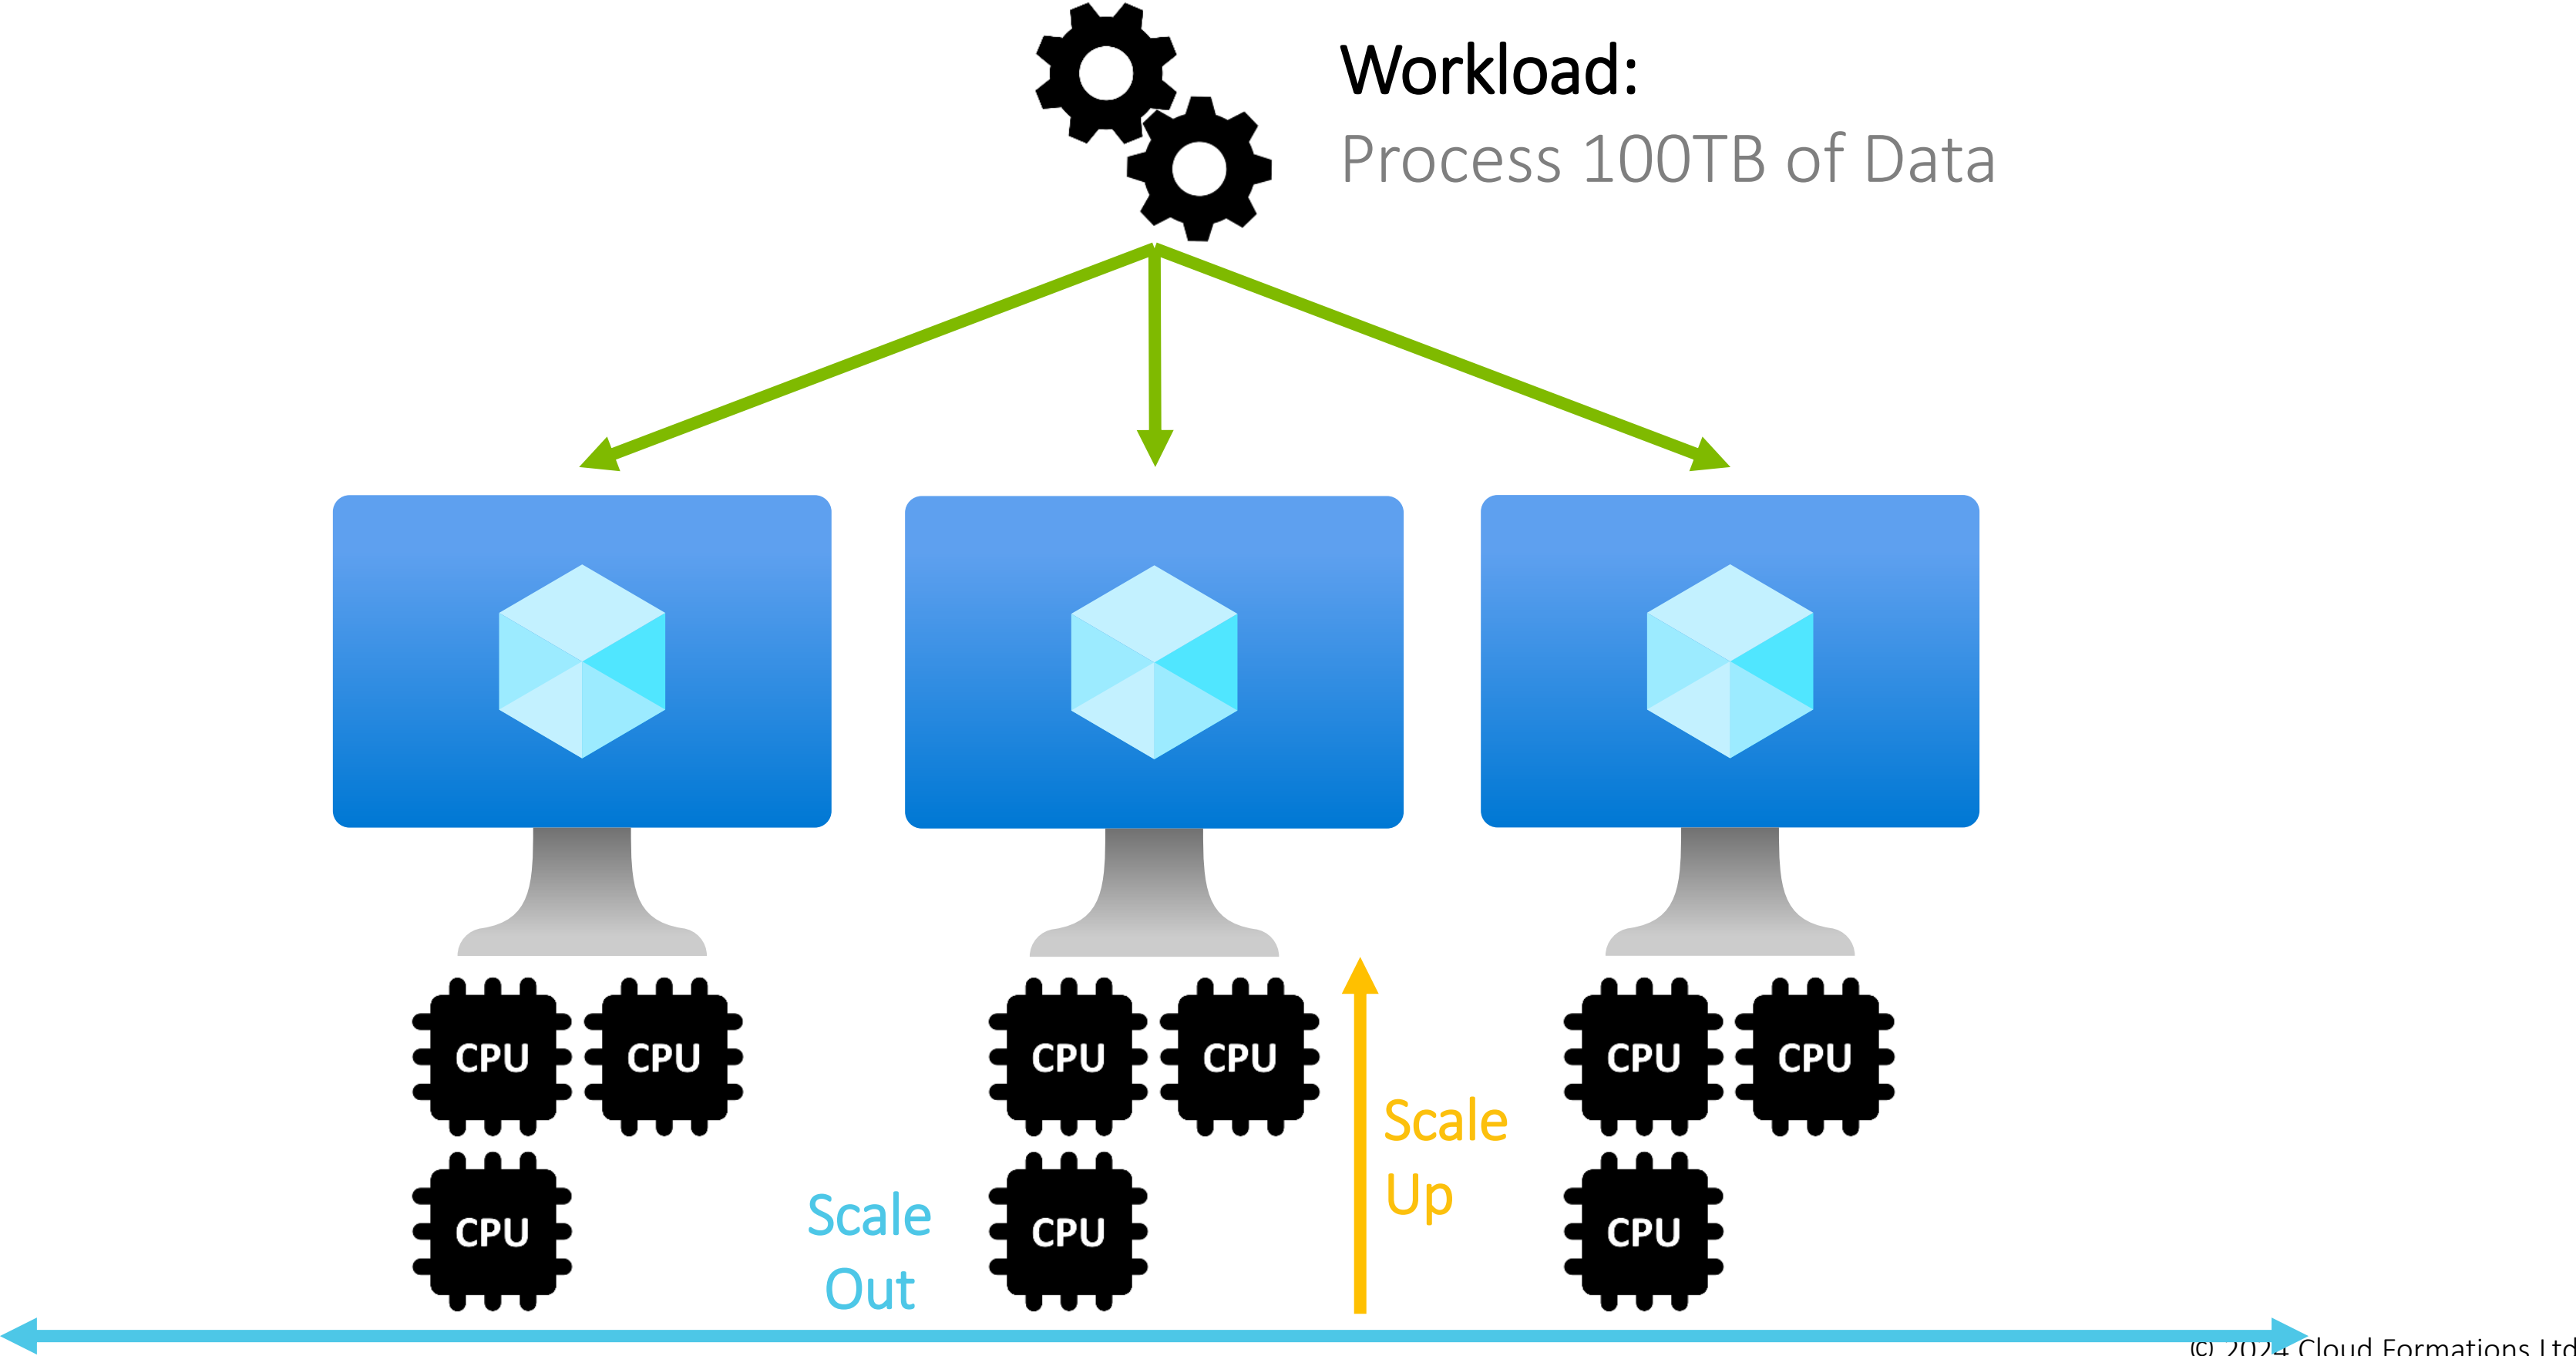 Workload:
Process 100TB of Data
CPU CPU
CPU CPU
CPU CPU
Scale
Up
Scale
Out
CPU
CPU
CPU
© 2024 Cloud Formations Ltd